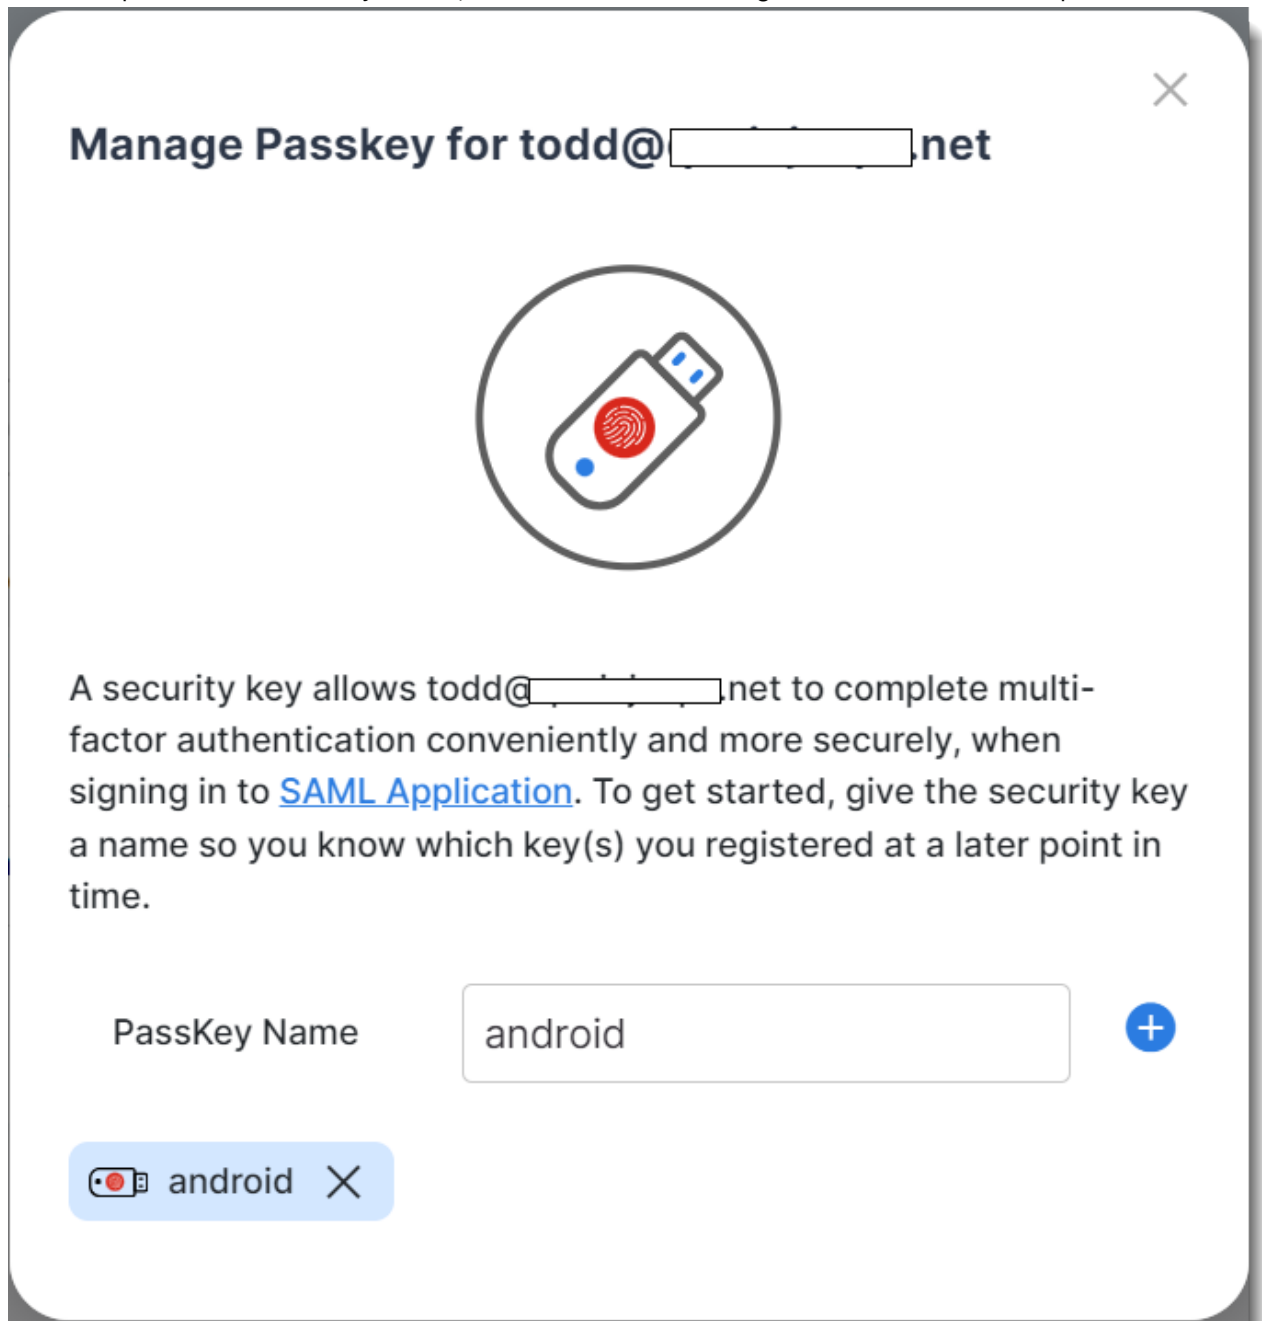 Manage Passkey for todd@ .net
A security key allows todd@ .net to complete multi-
factor authentication conveniently and more securely, when
signing in to SAML Application. To get started, give the security key
a name so you know which key(s) you registered at a later point in
time.
PassKey Name
android
android